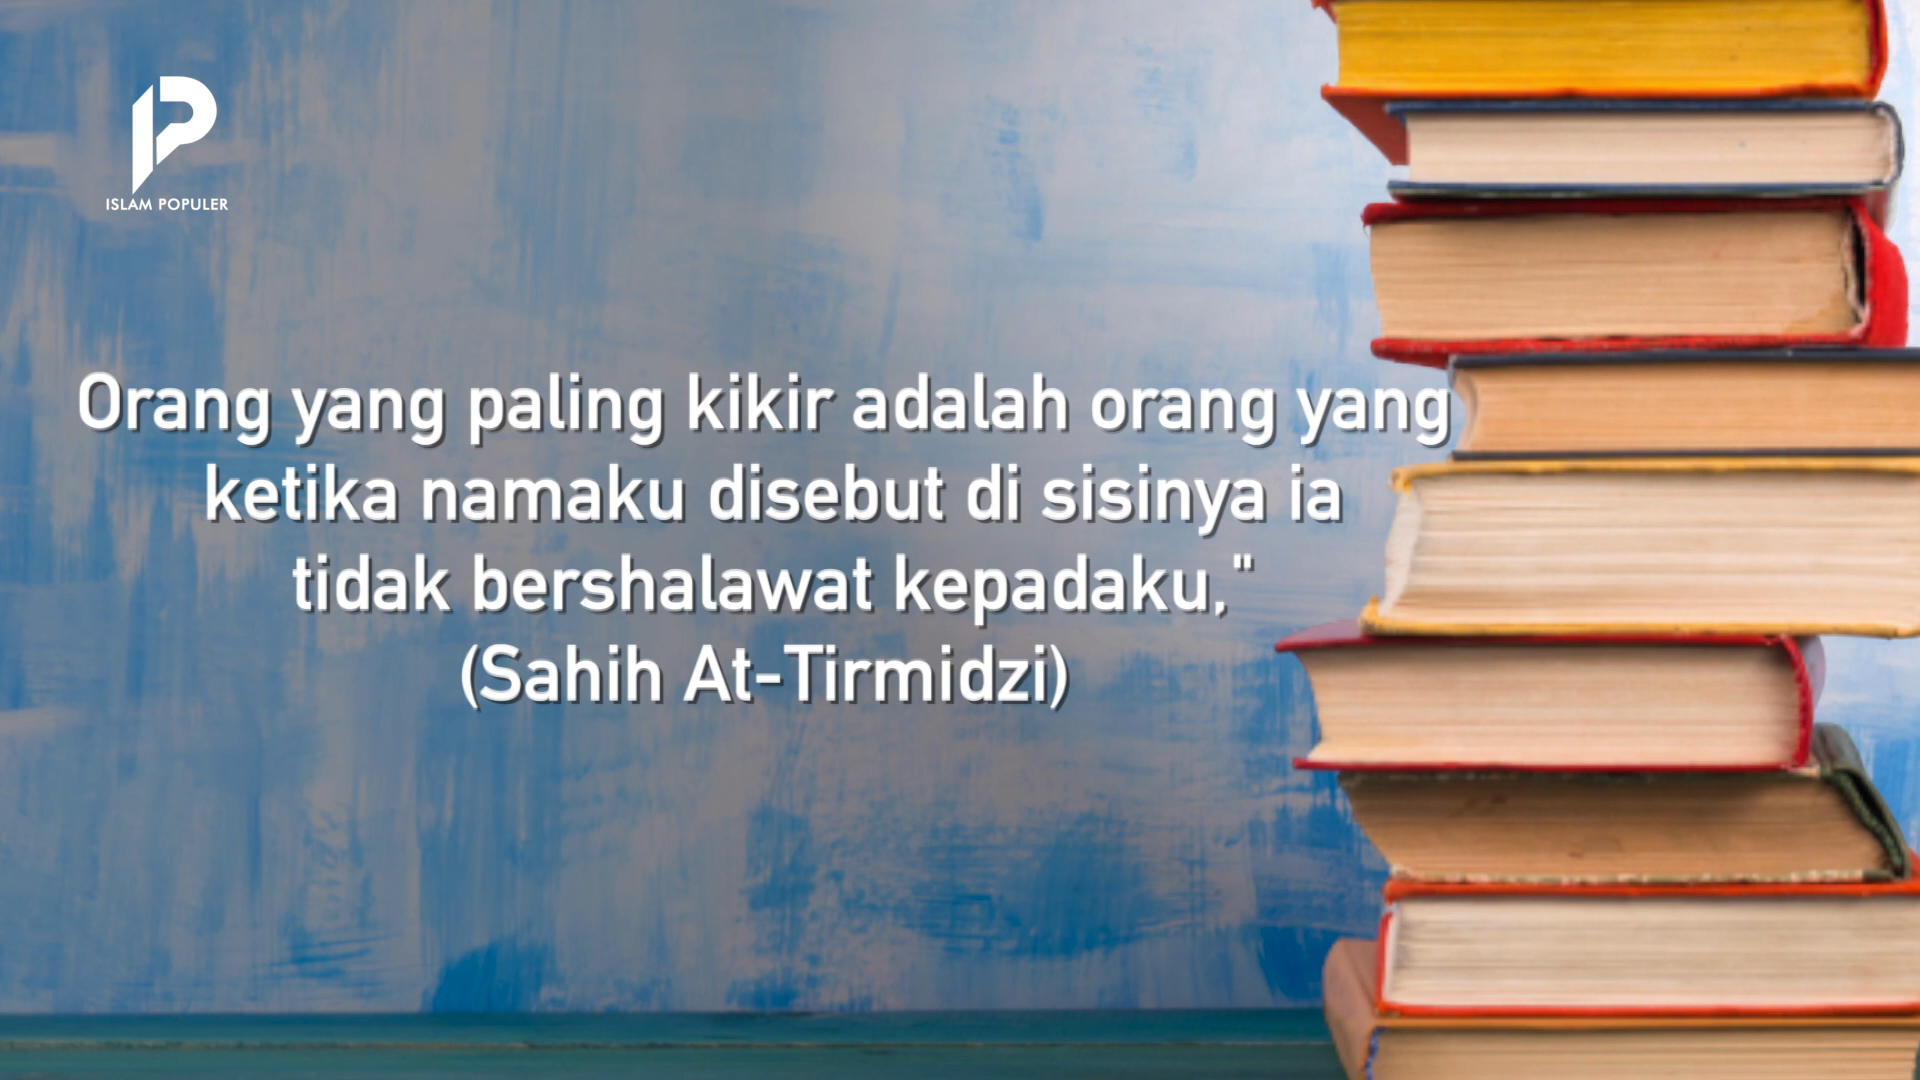 ISLAM POPULER
Orang yang paling kikir adalah orang yang
ketika namaku disebut di sisinya ia
tidak bershalawat kepadaku,"
(Sahih At-Tirmidzi)